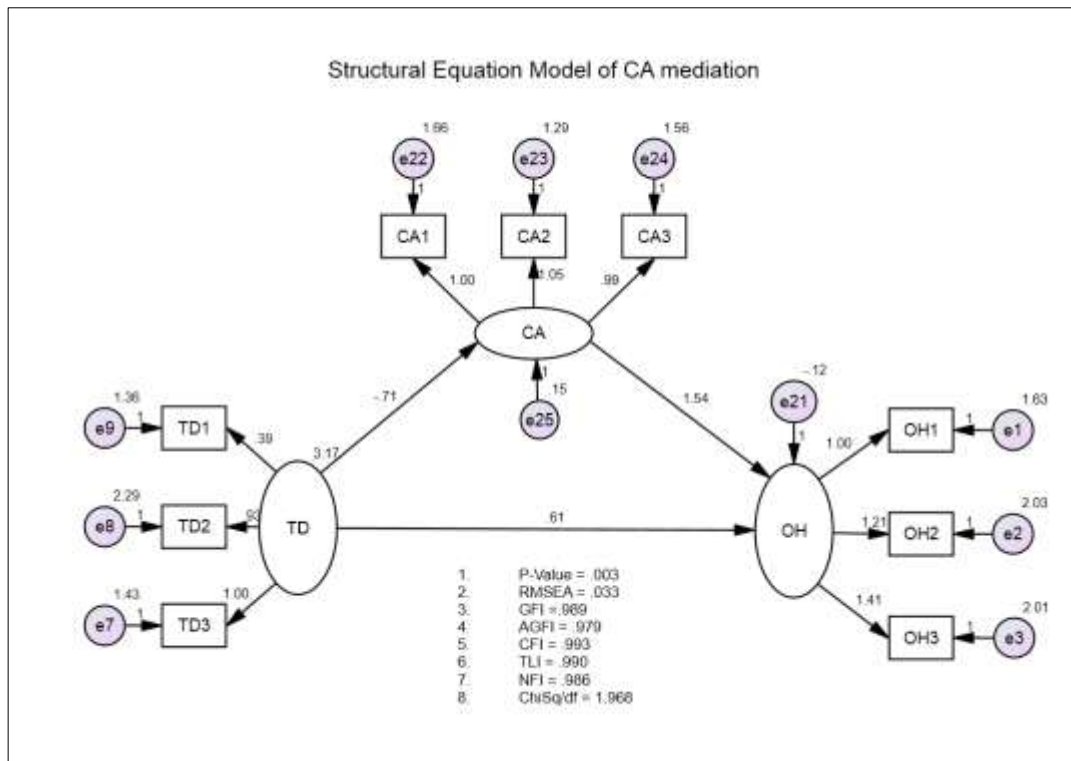 Structural Equation Model of CA mediation
1.66
1.29
1.56
e22
e23
e24
1
1
1
CA1
CA2
CA3
1.00
1.05
.99
CA
1
.15
e25
-.71
1.54
-.12
e21
1
1.36
e9
1
TD1
.39
3.17
2.29
e8
1
TD2
.93
TD
.61
1.43
e7
1
TD3
1.00
OH
1.00
OH1
1
1.63
e1
1.21
OH2
1
2.03
e2
1.41
OH3
1
2.01
e3
1. P-Value = .003
2. RMSEA = .033
3. GFI =.989
4. AGFI = .979
5. CFI = .993
6. TLI = .990
7. NFI = .986
8. ChiSq/df = 1.968